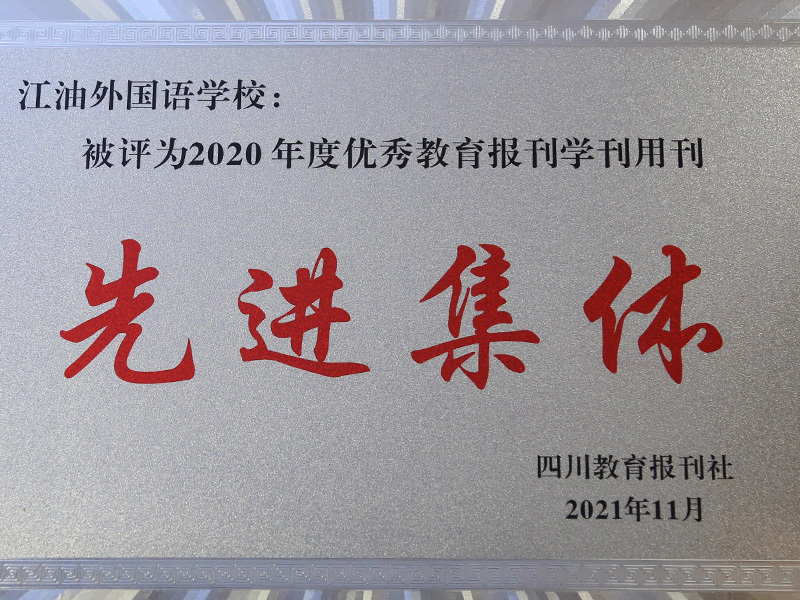 江油外国语学校：
被评为2020 年度优秀教育报刊学刊用刊
先进集体
四川教育报刊社
2021年11月